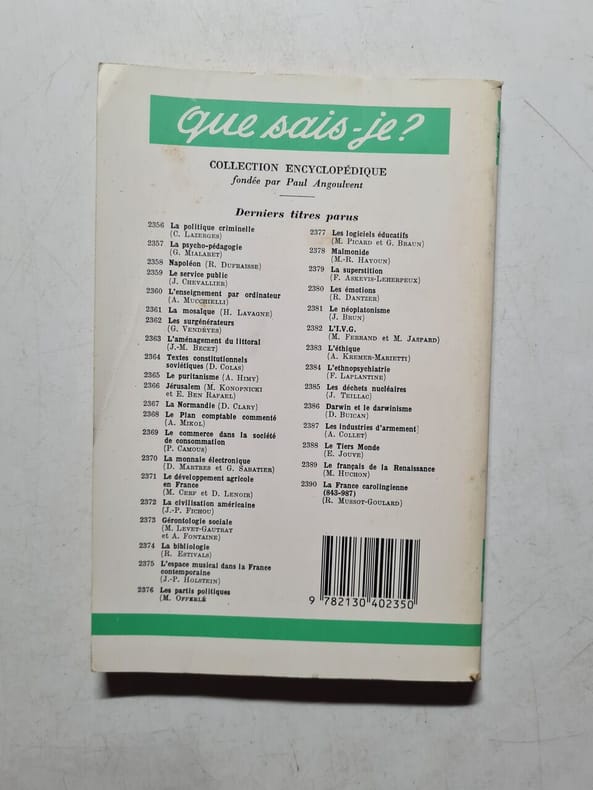 Que sais-je?
COLLECTION ENCYCLOPÉDIQUE
fondée par Paul Angoulvent
Derniers titres parus
2356 La politique criminelle
(C. Lazerges)
2357 La psycho-pédagogie
(G. Mialaret)
2358 Napoléon (R. Dufraisse)
2359 Le service public
(J. Chevallier)
2360 L'enseignement par ordinateur
(A. Mucchielli)
2361 La mosaïque (H. Lavagne)
2362 Les surgénérateurs
(G. Vendryes)
2363 L'aménagement du littoral
(J.-M. Becet)
2364 Textes constitutionnels
soviétiques (D. Colas)
2365 Le puritanisme (A. Himy)
2366 Jérusalem (M. Konopnicki
et E. Ben Rafael)
2367 La Normandie (D. Clary)
2368 Le Plan comptable commenté
(A. Mikol)
2369 Le commerce dans la société
de consommation
(P. Camous)
2370 La monnaie électronique
(D. Martres et G. Sabatier)
2371 Le développement agricole
en France
(M. Cerf et D. Lenoir)
2372 La civilisation américaine
(J.-P. Fichou)
2373 Gérontologie sociale
(M. Levet-Gautrat
et A. Fontaine)
2374 La bibliologie
(R. Estivals)
2375 L'espace musical dans la France
contemporaine
(J.-P. Holstein)
2376 Les partis politiques
(M. Offerlé
2377 Les logiciels éducatifs
(M. Picard et G. Braun)
2378 Maïmonide
(M.-R. Hayoun)
2379 La superstition
(F. Askevis-Leherpeux)
2380 Les émotions
(R. Dantzer)
2381 Le néoplatonisme
(J. Brun)
2382 L'I.V.G.
(M. Ferrand et M. Jaspard)
2383 L'éthique
(A. Kremer-Marietti)
2384 L'ethnopsychiatrie
(F. Laplantine)
2385 Les déchets nucléaires
(J. Teillac)
2386 Darwin et le darwinisme
(D. Buican)
2387 Les industries d'armement
(A. Collet)
2388 Le Tiers Monde
(E. Jouve)
2389 Le français de la Renaissance
(M. Huchon)
2390 La France carolingienne
(843-987)
(R. Mussot-Goulard)
9 782130 402350